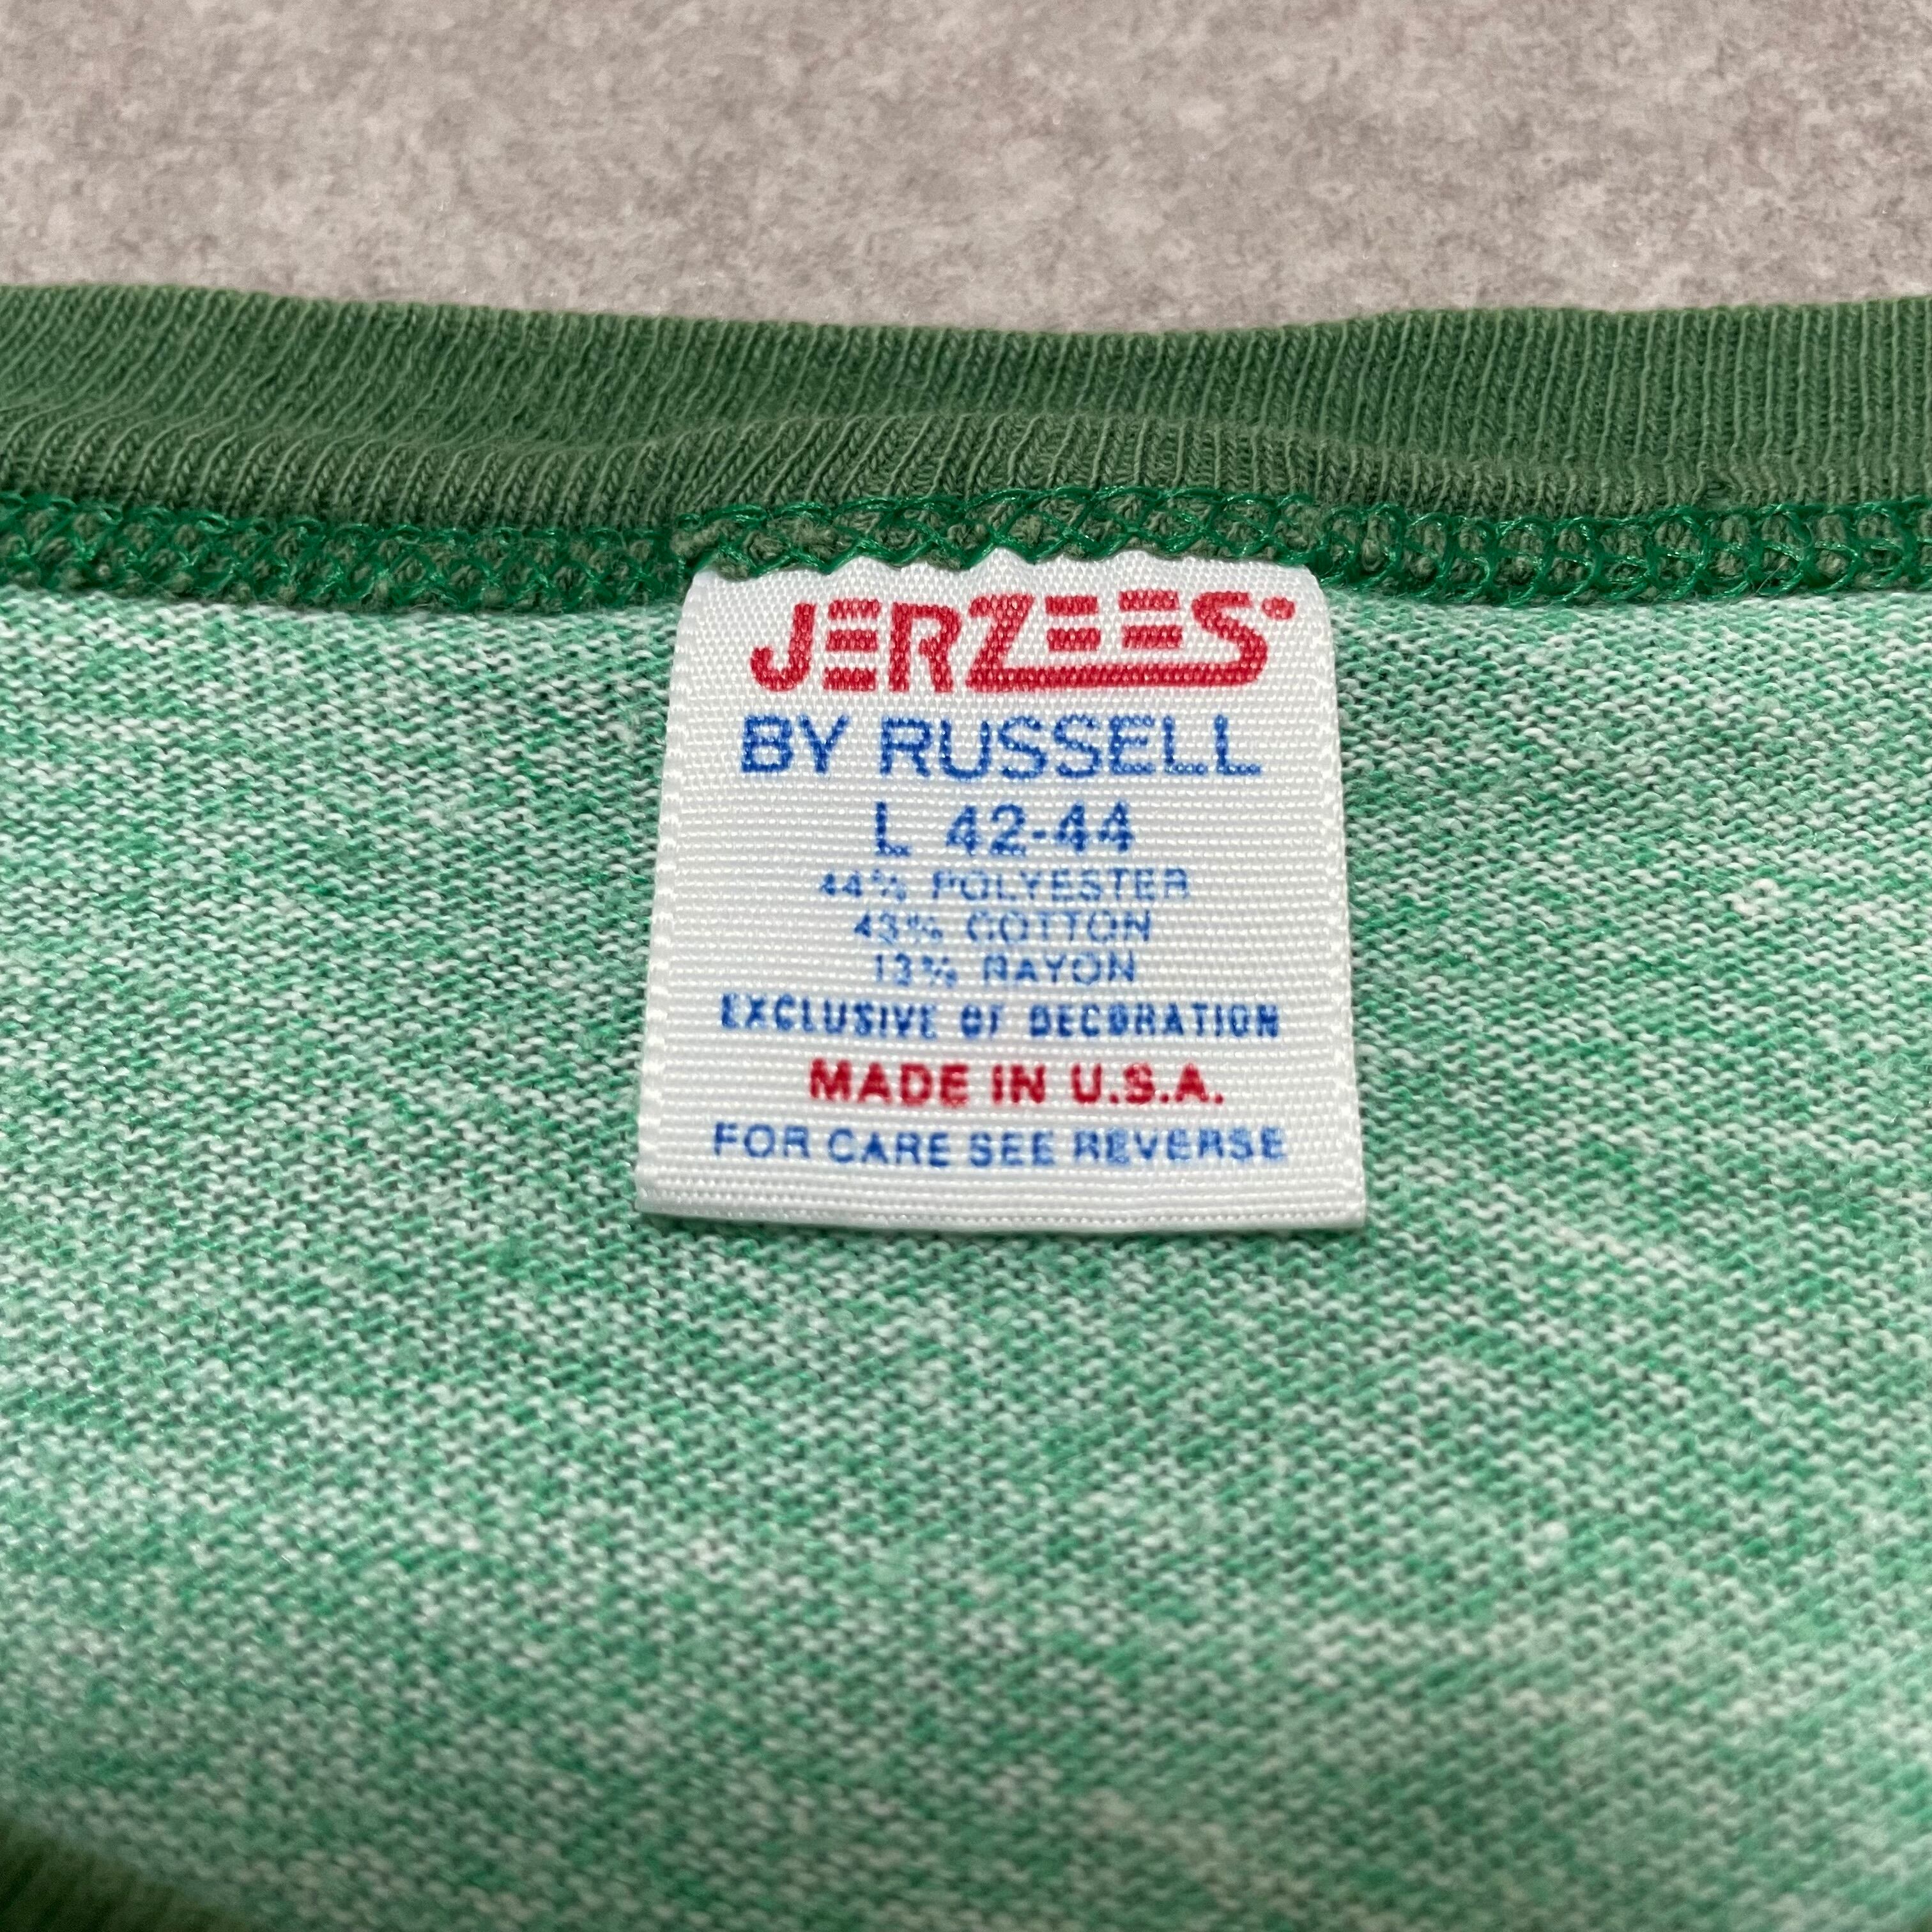 JERZEES®
BY RUSSELL
L 42-44
44% POLYESTER
43% COTTON
13% RAYON
EXCLUSIVE OF DECORATION
MADE IN U.S.A.
FOR CARE SEE REVERSE